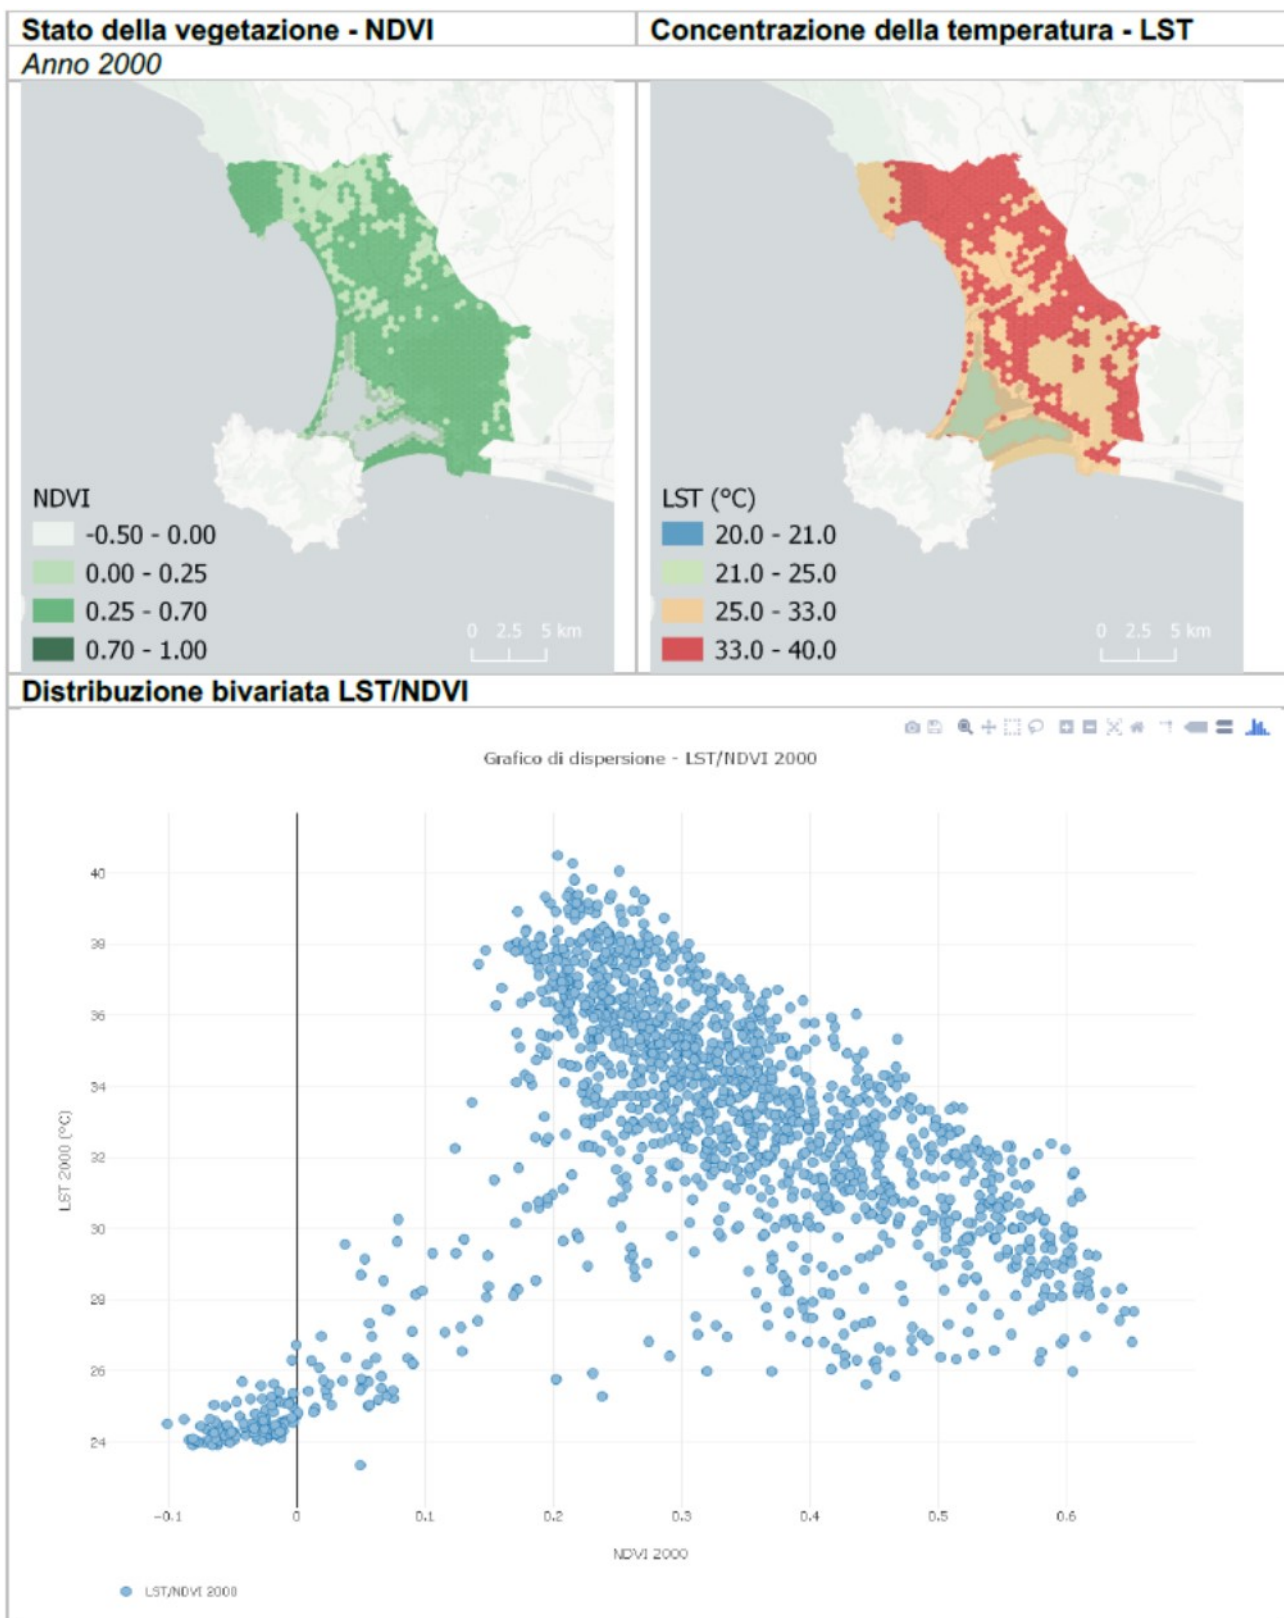 Stato della vegetazione - NDVI
Concentrazione della temperatura - LST
Anno 2000
NDVI
-0.50 - 0.00
0.00 - 0.25
0.25 - 0.70
0.70 - 1.00
0 2.5 5 km
LST (°C)
20.0 - 21.0
21.0 - 25.0
25.0 - 33.0
33.0 - 40.0
0 2.5 5 km
Distribuzione bivariata LST/NDVI
Grafico di dispersione - LST/NDVI 2000
40
38
36
34
32
30
28
26
24
LST 2000 (°C)
−0.1 0 0.1 0.2 0.3 0.4 0.5 0.6
NDVI 2000
LST/NDVI 2000